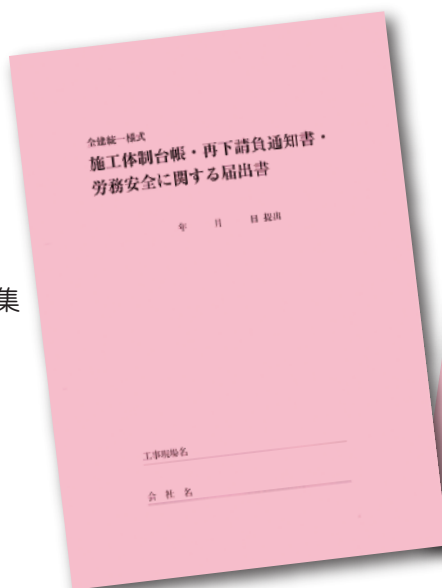 全建統一様式
施工体制台帳・再下請負通知書・
労務安全に関する届出書
年　月　日 提出
集
工事現場名
会 社 名